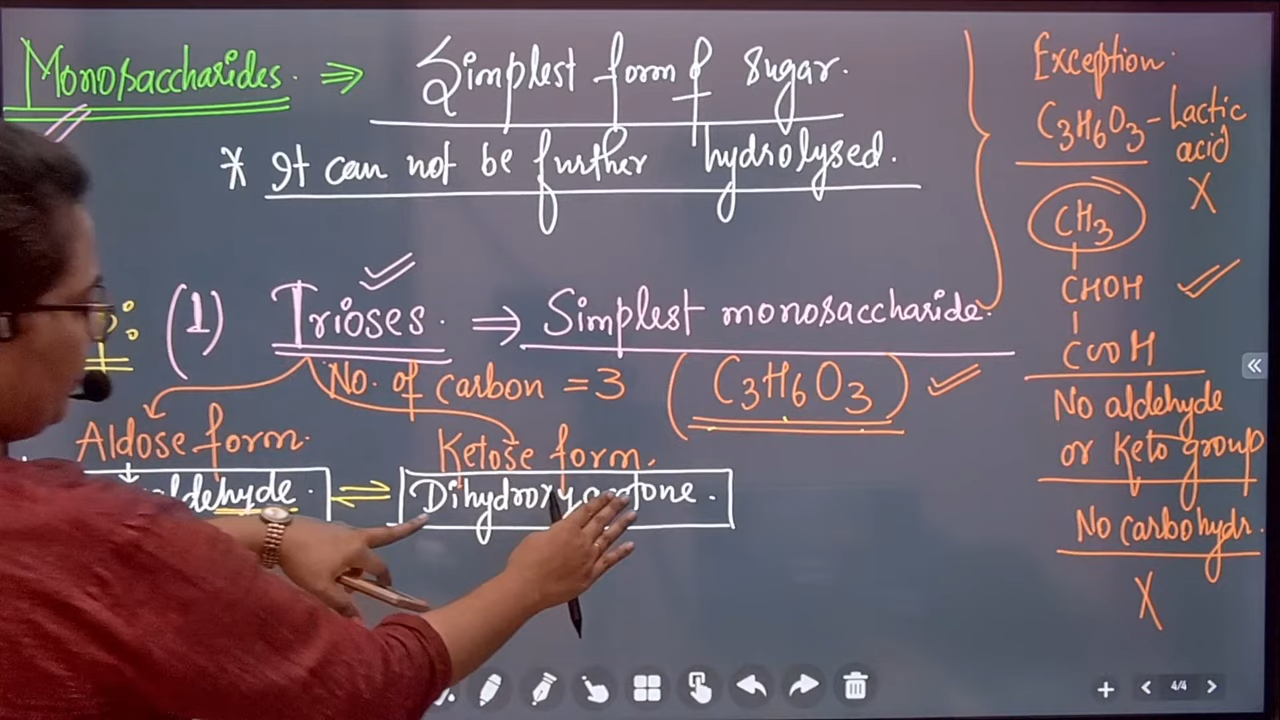 Monosaccharides. ⇒ Simplest form of sugar.
* It can not be further hydrolysed.
(1) Trioses. ⇒ Simplest monosaccharide.
No. of carbon = 3 (C3H6O3)
Aldose form.
Ketose form.
aldehyde. ⇌ Dihydroxyacetone.
Exception.
C3H6O3 - Lactic
acid
X
CH3
|
CHOH
|
COOH
No aldehyde
or Keto group
No carbohydr.
X
4/4